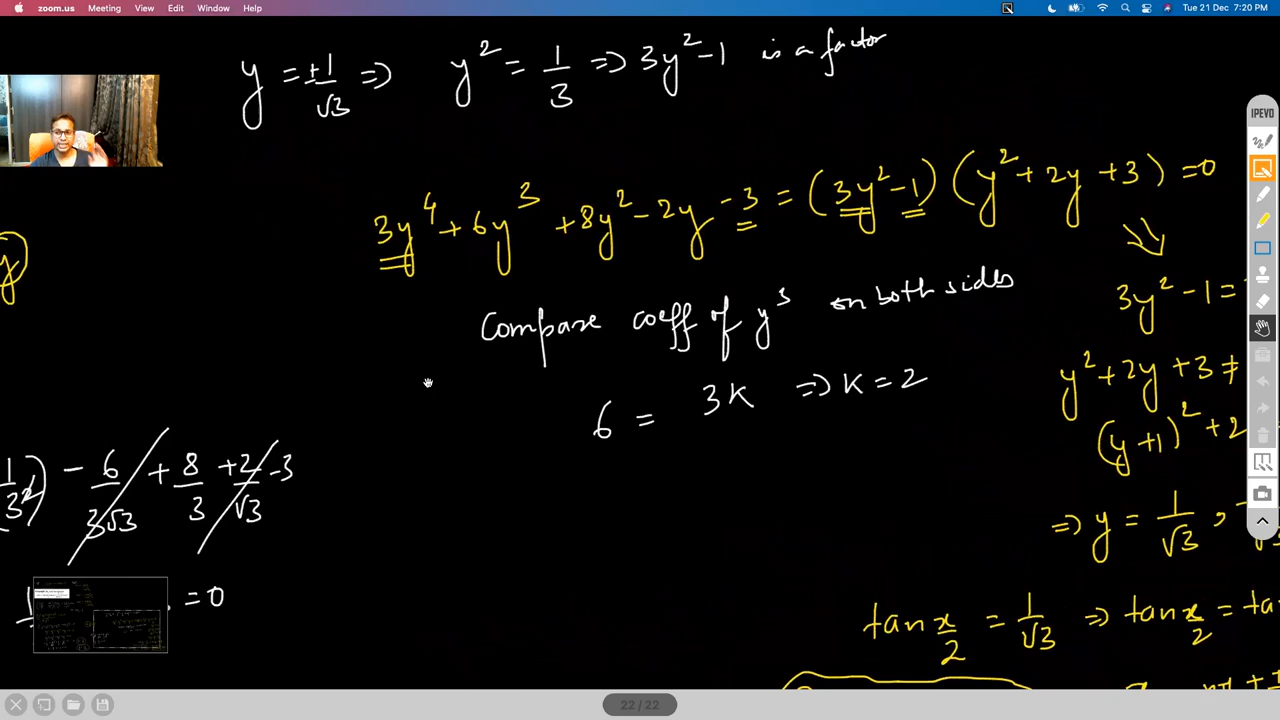 zoom.us Meeting View Edit Window Help Tue 21 Dec 7:20 PM
y = ±1/√3 ⇒ y² = 1/3 ⇒ 3y²-1 is a factor
IPEVO
3y⁴ + 6y³ + 8y² - 2y - 3 = (3y²-1)(y² + 2y + 3) = 0
y
3y² - 1 =
Compare coeff of y³ on both sides
y² + 2y + 3 ≠
6 = 3K ⇒ K = 2
(y+1)² + 2
1/3² ) - 6/3√3 + 8/3 + 2/√3 - 3
⇒ y = 1/√3 , -
√3
= 0
tan x/2 = 1/√3 ⇒ tan x/2 = ta
22 / 22